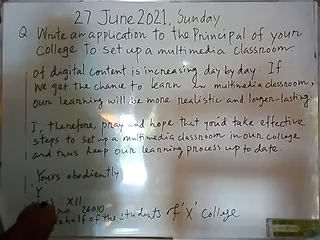 27 June 2021, Sunday
Q Write an application to the Principal of your
College to set up a multimedia classroom
of digital content is increasing day by day. If
we get the chance to learn in multimedia classroom,
our learning will be more realistic and longer-lasting
I, therefore, pray and hope that you'd take effective
steps to set up a multimedia classroom in our college
and thus keep our learning process up to date.
Yours obediently
'Y'
XII
no. 26010
half of the students of 'X' College